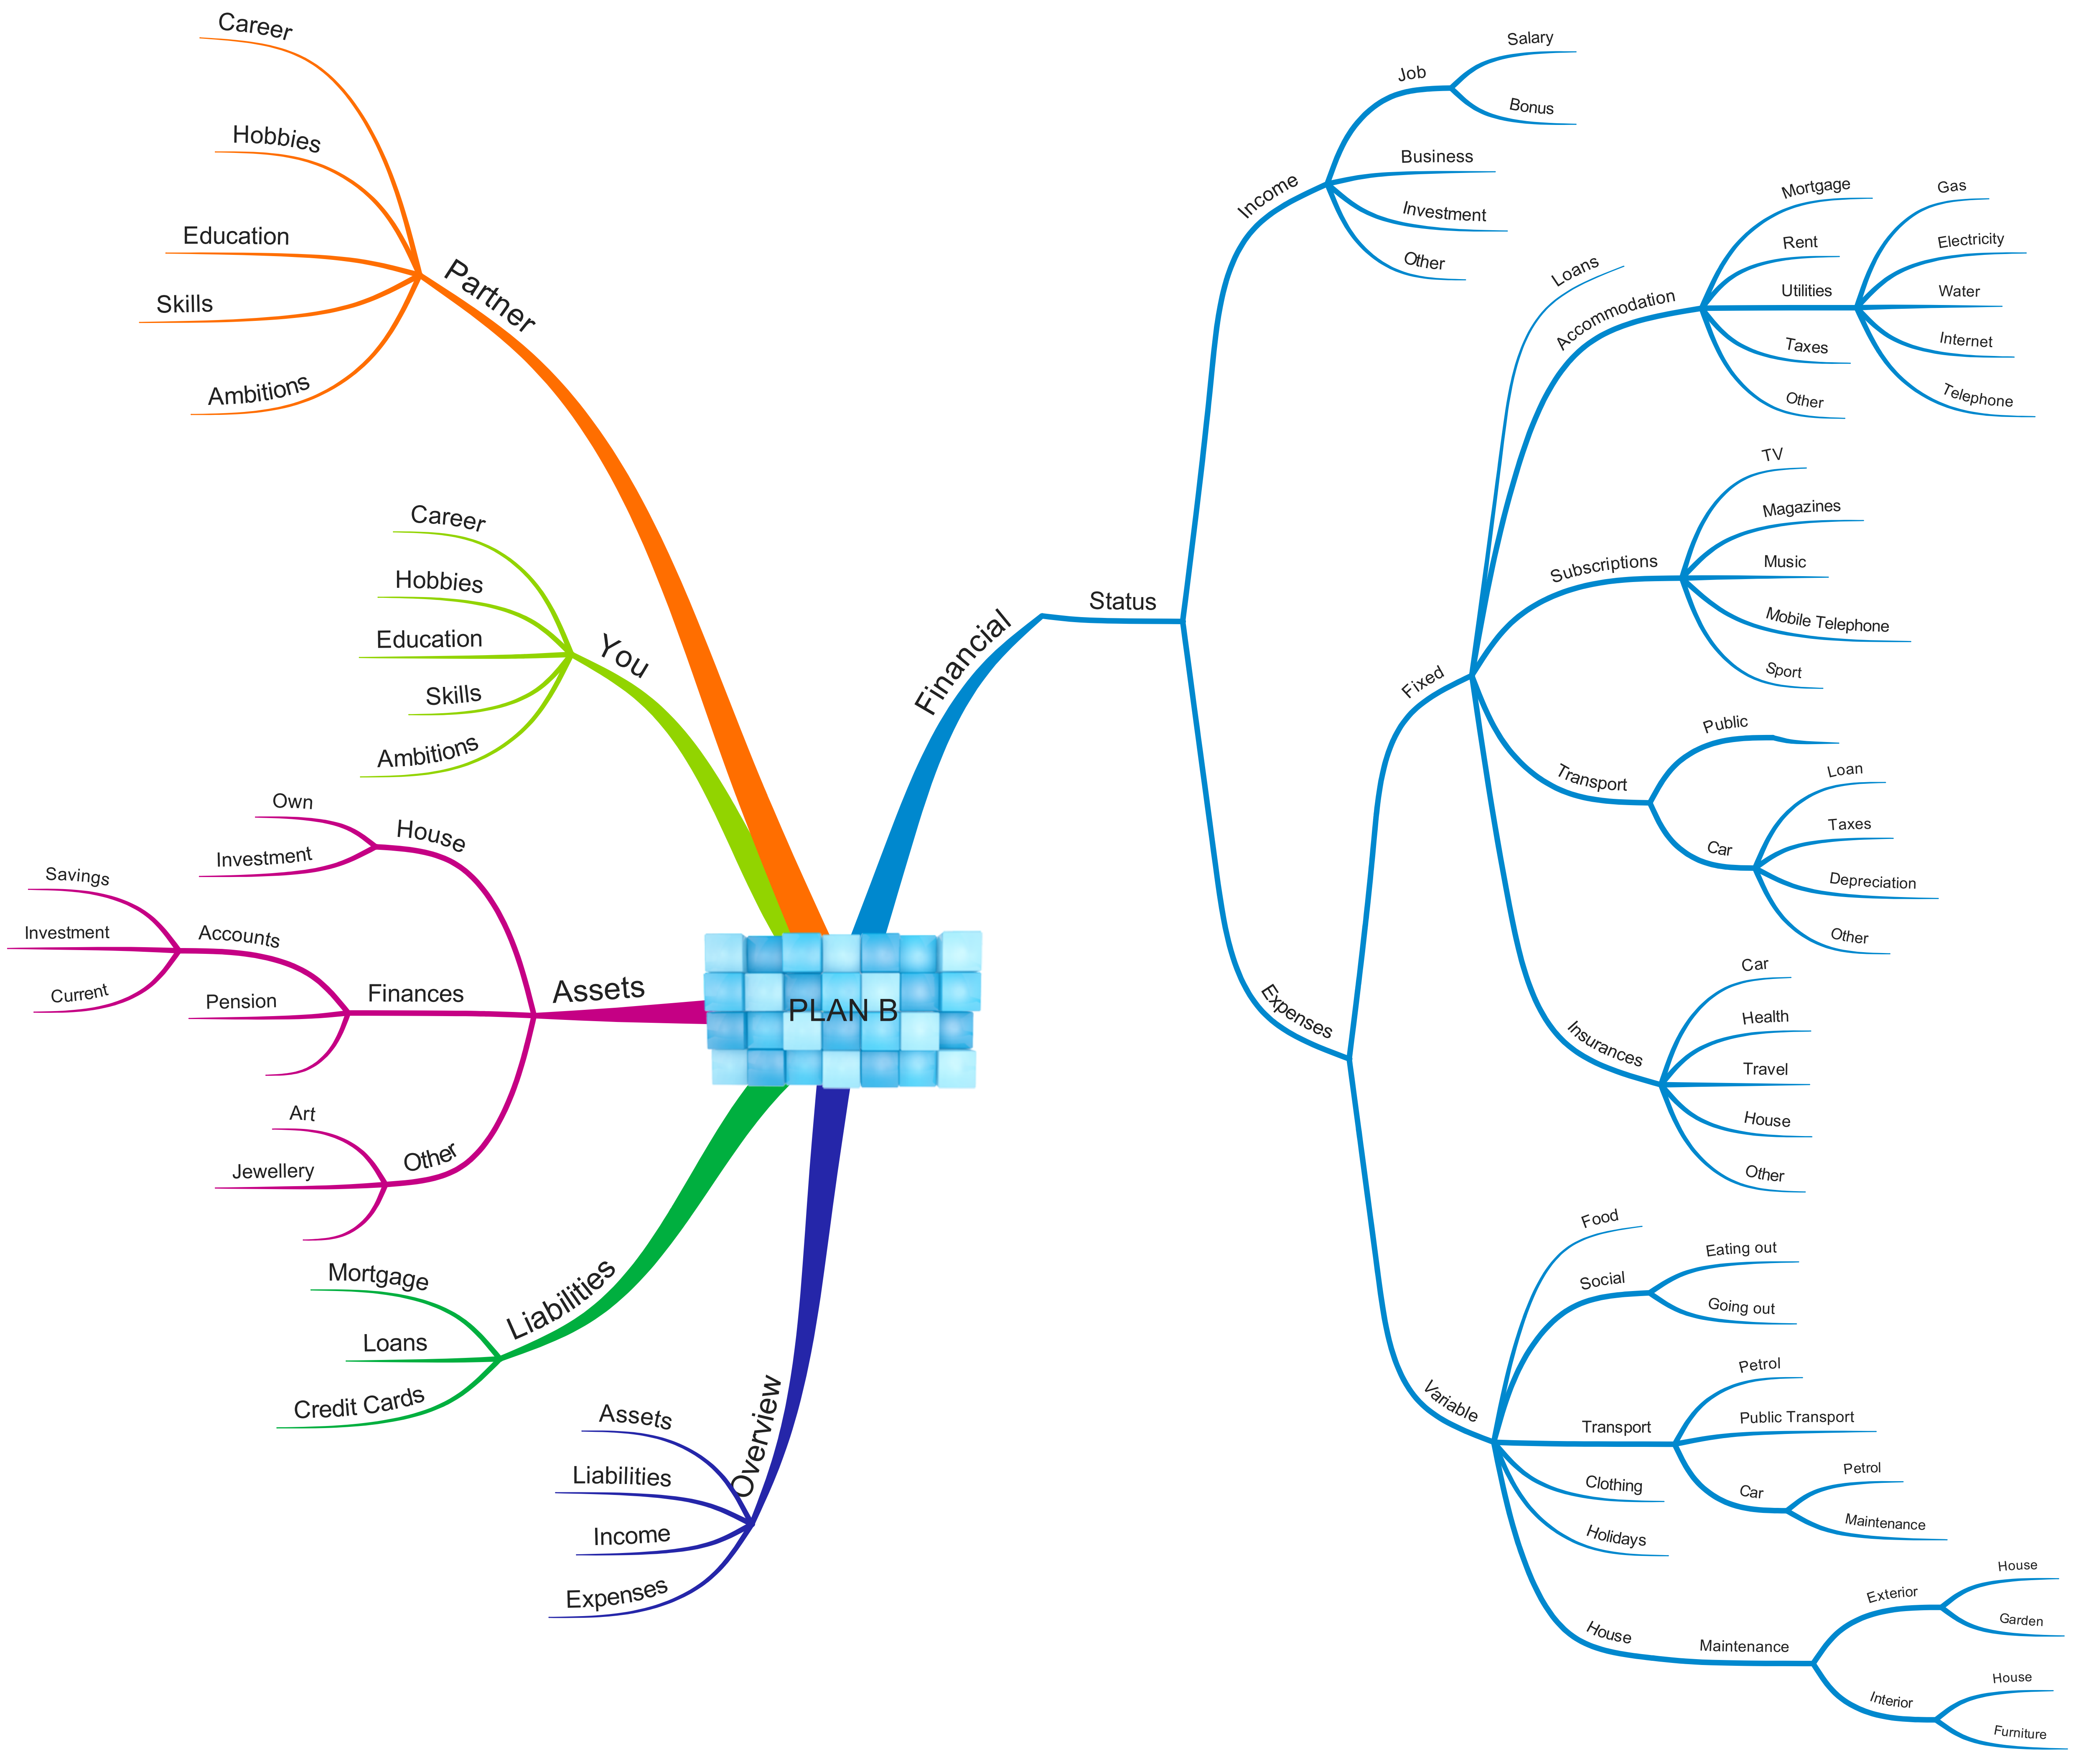 PLAN B
Financial
Status
Income
Job
Salary
Bonus
Business
Investment
Other
Expenses
Fixed
Loans
Accommodation
Mortgage
Rent
Utilities
Gas
Electricity
Water
Internet
Telephone
Taxes
Other
Subscriptions
TV
Magazines
Music
Mobile Telephone
Sport
Transport
Public
Car
Loan
Taxes
Depreciation
Other
Insurances
Car
Health
Travel
House
Other
Variable
Food
Social
Eating out
Going out
Transport
Petrol
Public Transport
Car
Petrol
Maintenance
Clothing
Holidays
House
Maintenance
Exterior
House
Garden
Interior
House
Furniture
Overview
Assets
Liabilities
Income
Expenses
Liabilities
Mortgage
Loans
Credit Cards
Assets
House
Own
Investment
Finances
Accounts
Savings
Investment
Current
Pension
Other
Art
Jewellery
You
Career
Hobbies
Education
Skills
Ambitions
Partner
Career
Hobbies
Education
Skills
Ambitions